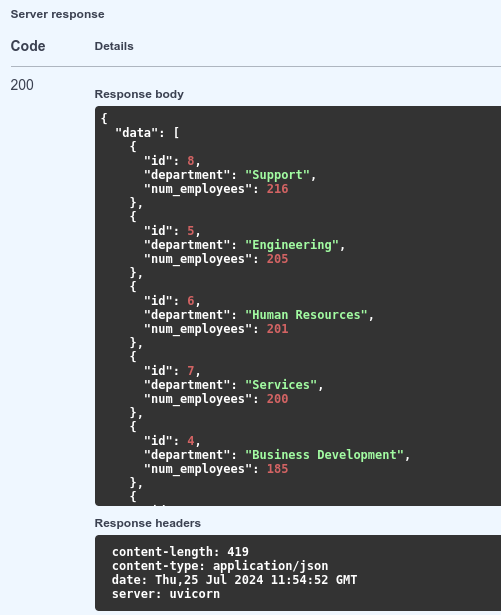 Server response
Code Details
200
Response body
{
  "data": [
    {
      "id": 8,
      "department": "Support",
      "num_employees": 216
    },
    {
      "id": 5,
      "department": "Engineering",
      "num_employees": 205
    },
    {
      "id": 6,
      "department": "Human Resources",
      "num_employees": 201
    },
    {
      "id": 7,
      "department": "Services",
      "num_employees": 200
    },
    {
      "id": 4,
      "department": "Business Development",
      "num_employees": 185
    },
    {
Response headers
content-length: 419
content-type: application/json
date: Thu,25 Jul 2024 11:54:52 GMT
server: uvicorn